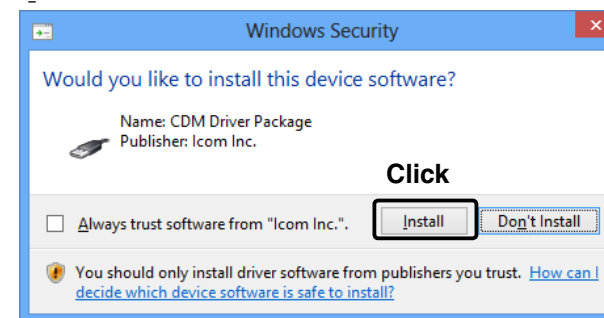 Windows Security
Would you like to install this device software?
Name: CDM Driver Package
Publisher: Icom Inc.
Click
Always trust software from "Icom Inc.".
Install
Don't Install
You should only install driver software from publishers you trust. How can I
decide which device software is safe to install?